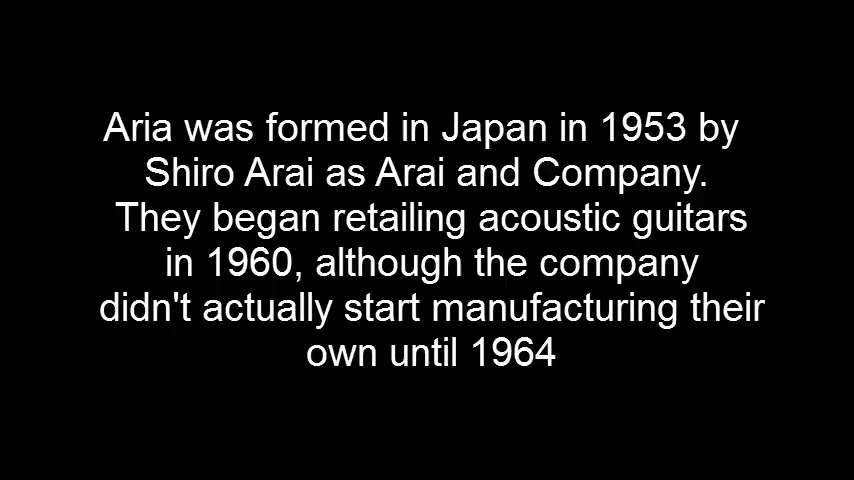 Aria was formed in Japan in 1953 by
Shiro Arai as Arai and Company.
They began retailing acoustic guitars
in 1960, although the company
didn't actually start manufacturing their
own until 1964